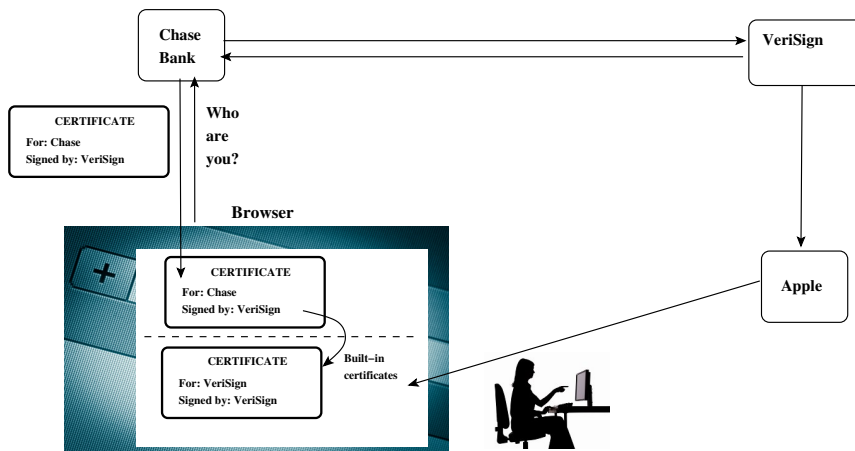 Chase
Bank
VeriSign
CERTIFICATE
For: Chase
Signed by: VeriSign
Who
are
you?
Browser
CERTIFICATE
For: Chase
Signed by: VeriSign
Apple
Built-in
certificates
CERTIFICATE
For: VeriSign
Signed by: VeriSign